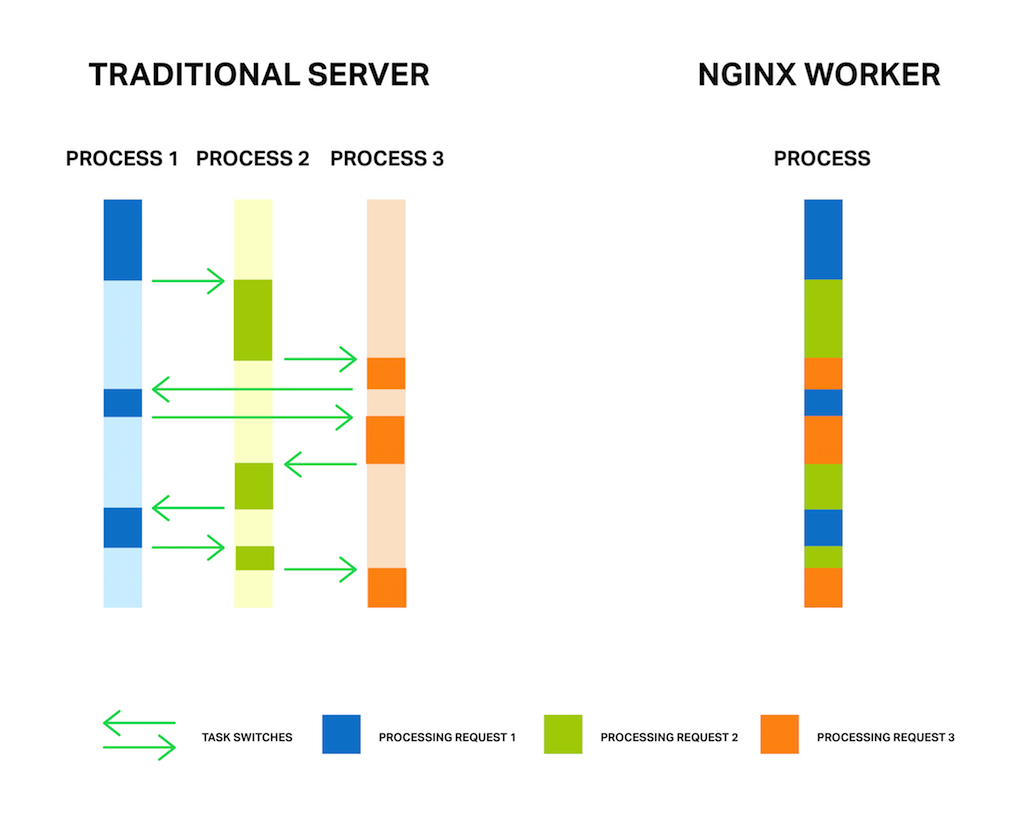 TRADITIONAL SERVER
NGINX WORKER
PROCESS 1 PROCESS 2 PROCESS 3
PROCESS
TASK SWITCHES
PROCESSING REQUEST 1
PROCESSING REQUEST 2
PROCESSING REQUEST 3